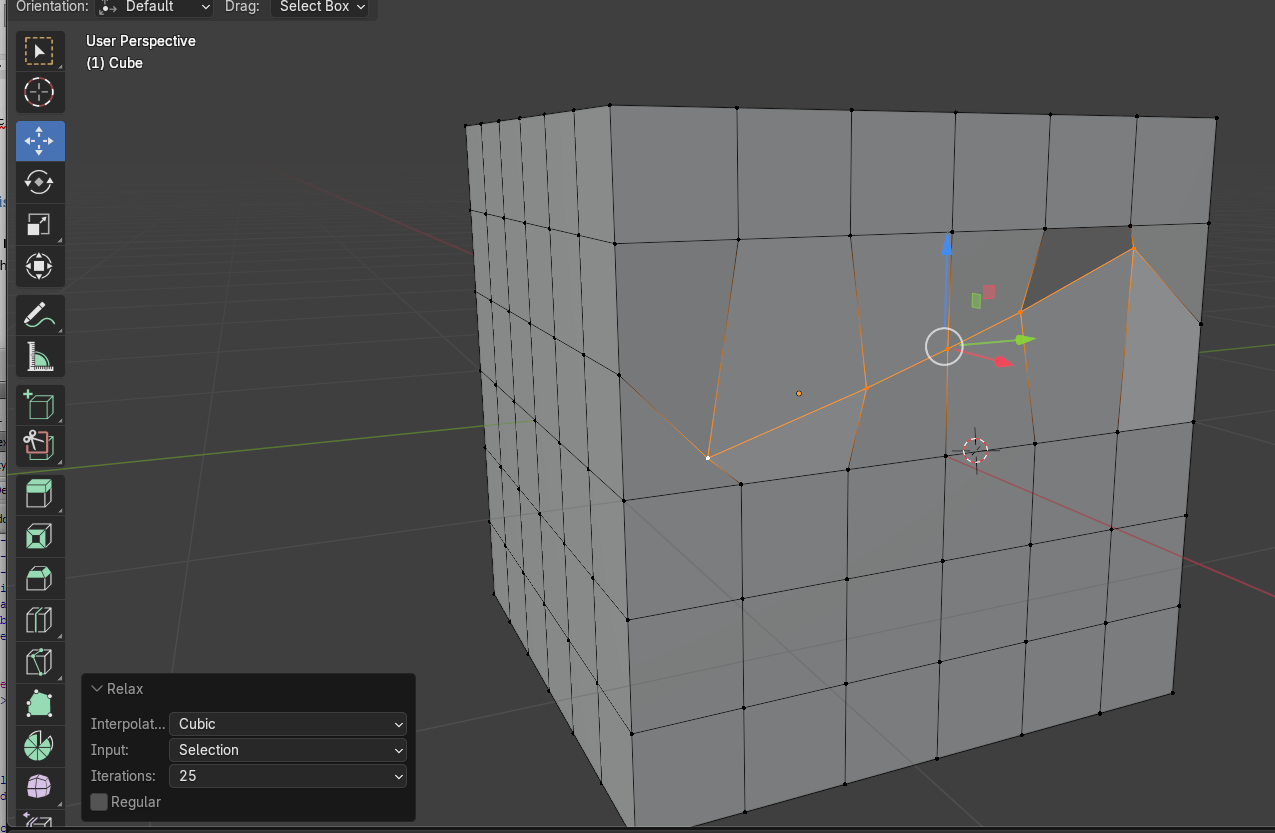 Orientation: Default Drag: Select Box
User Perspective
(1) Cube
Relax
Interpolat... Cubic
Input: Selection
Iterations: 25
Regular